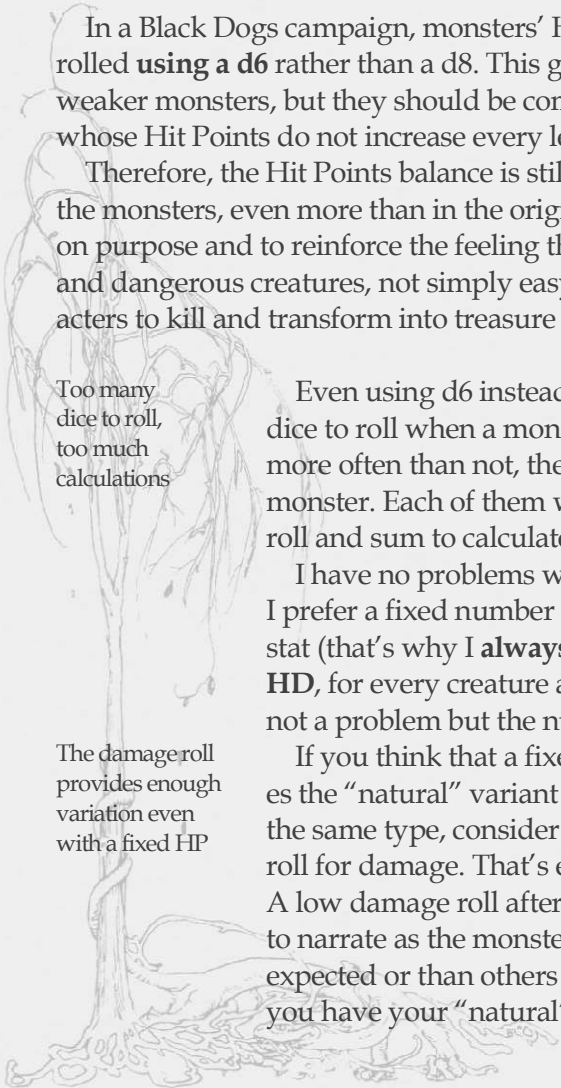 In a Black Dogs campaign, monsters’ H
rolled using a d6 rather than a d8. This g
weaker monsters, but they should be con
whose Hit Points do not increase every le
Therefore, the Hit Points balance is still
the monsters, even more than in the orig
on purpose and to reinforce the feeling th
and dangerous creatures, not simply easy
acters to kill and transform into treasure
Too many
dice to roll,
too much
calculations
Even using d6 instead
dice to roll when a mon
more often than not, the
monster. Each of them w
roll and sum to calculate
I have no problems w
I prefer a fixed number
stat (that’s why I always
HD, for every creature a
not a problem but the nu
The damage roll
provides enough
variation even
with a fixed HP
If you think that a fixe
es the “natural” variant
the same type, consider
roll for damage. That’s e
A low damage roll after
to narrate as the monste
expected or than others
you have your “natural”